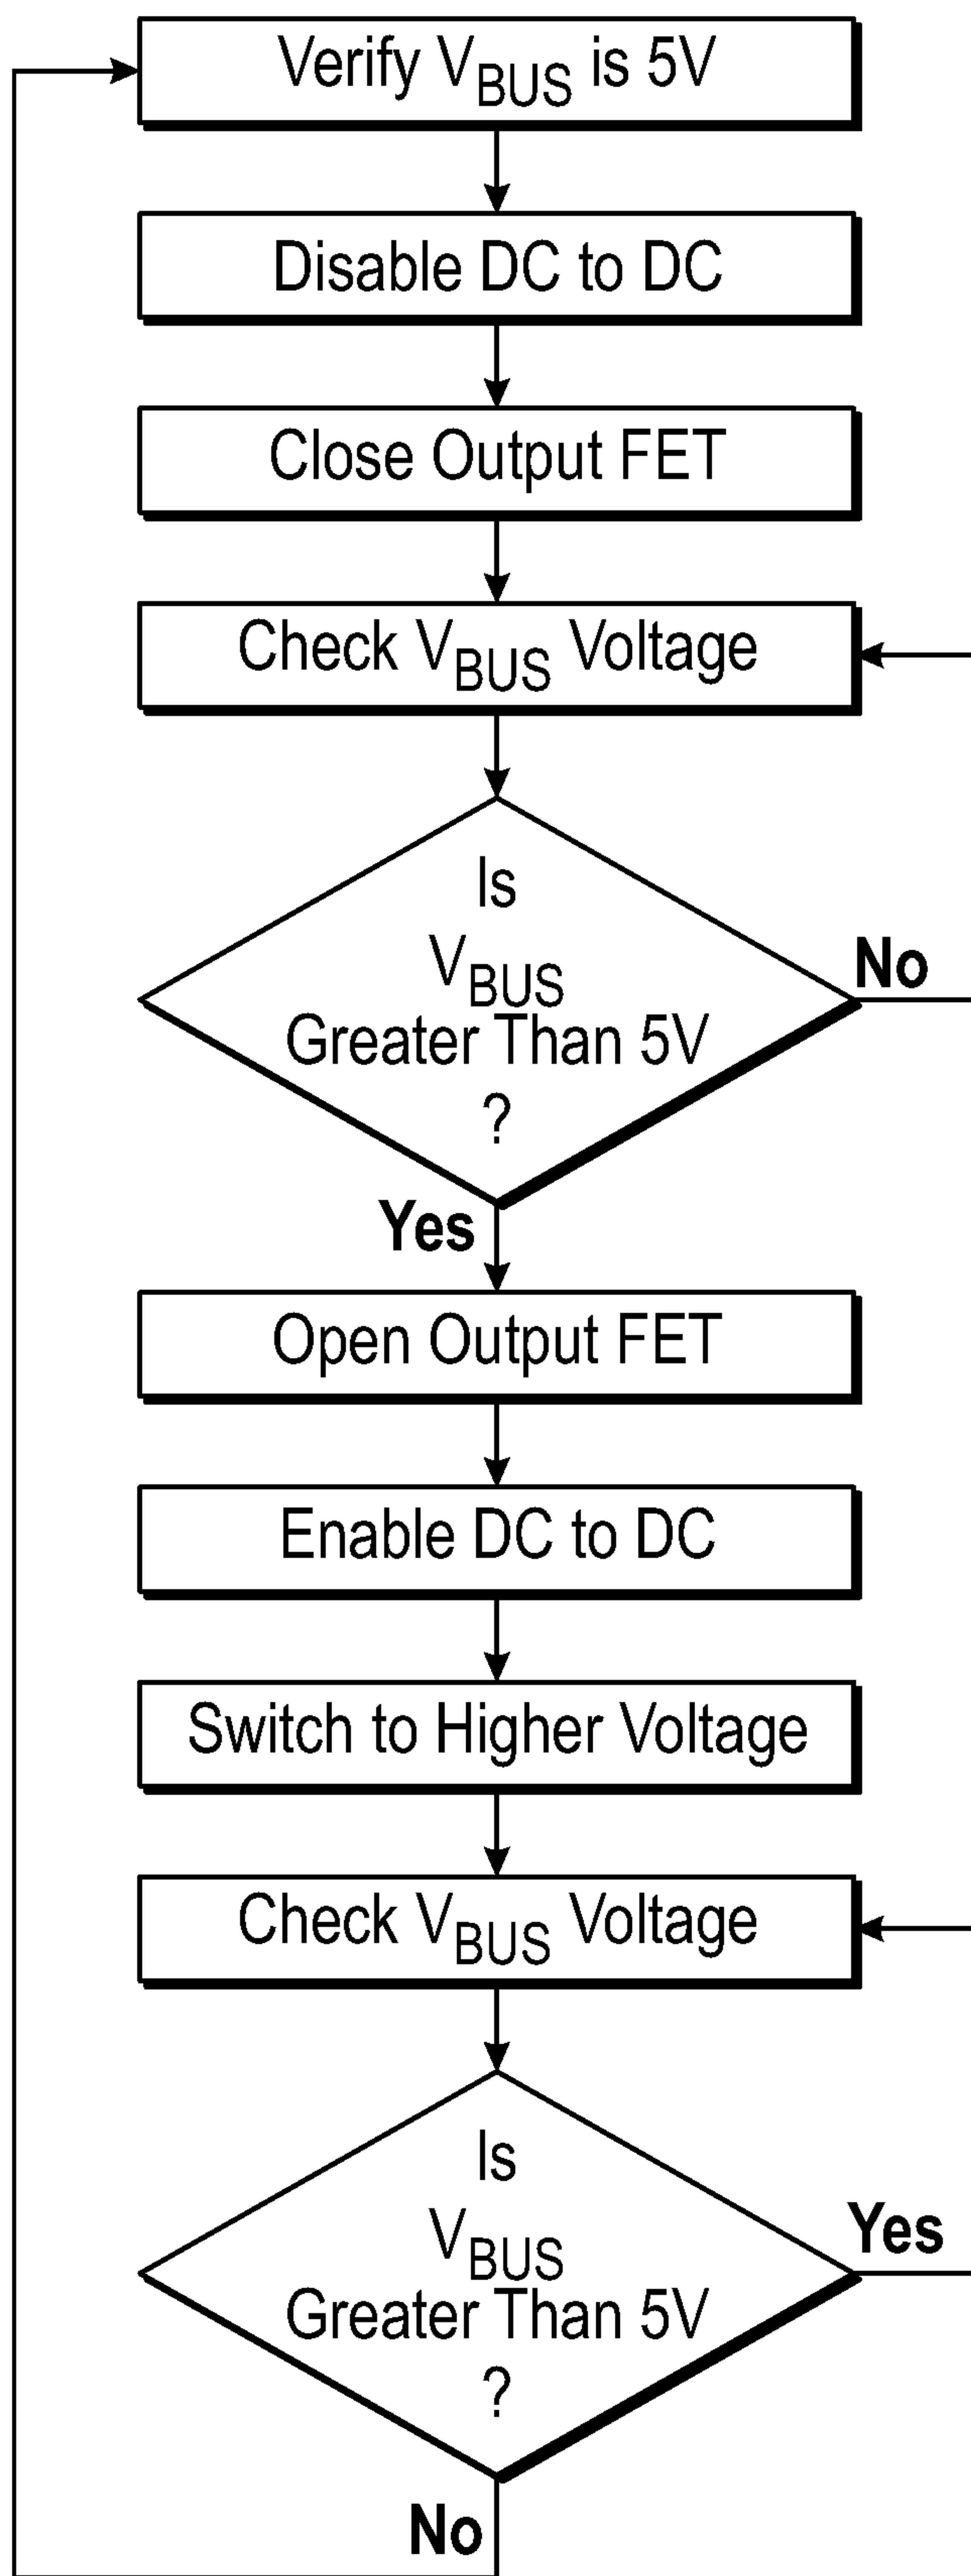 Verify VBUS is 5V
Disable DC to DC
Close Output FET
Check VBUS Voltage
Is
VBUS
Greater Than 5V
?
No
Yes
Open Output FET
Enable DC to DC
Switch to Higher Voltage
Check VBUS Voltage
Is
VBUS
Greater Than 5V
?
Yes
No